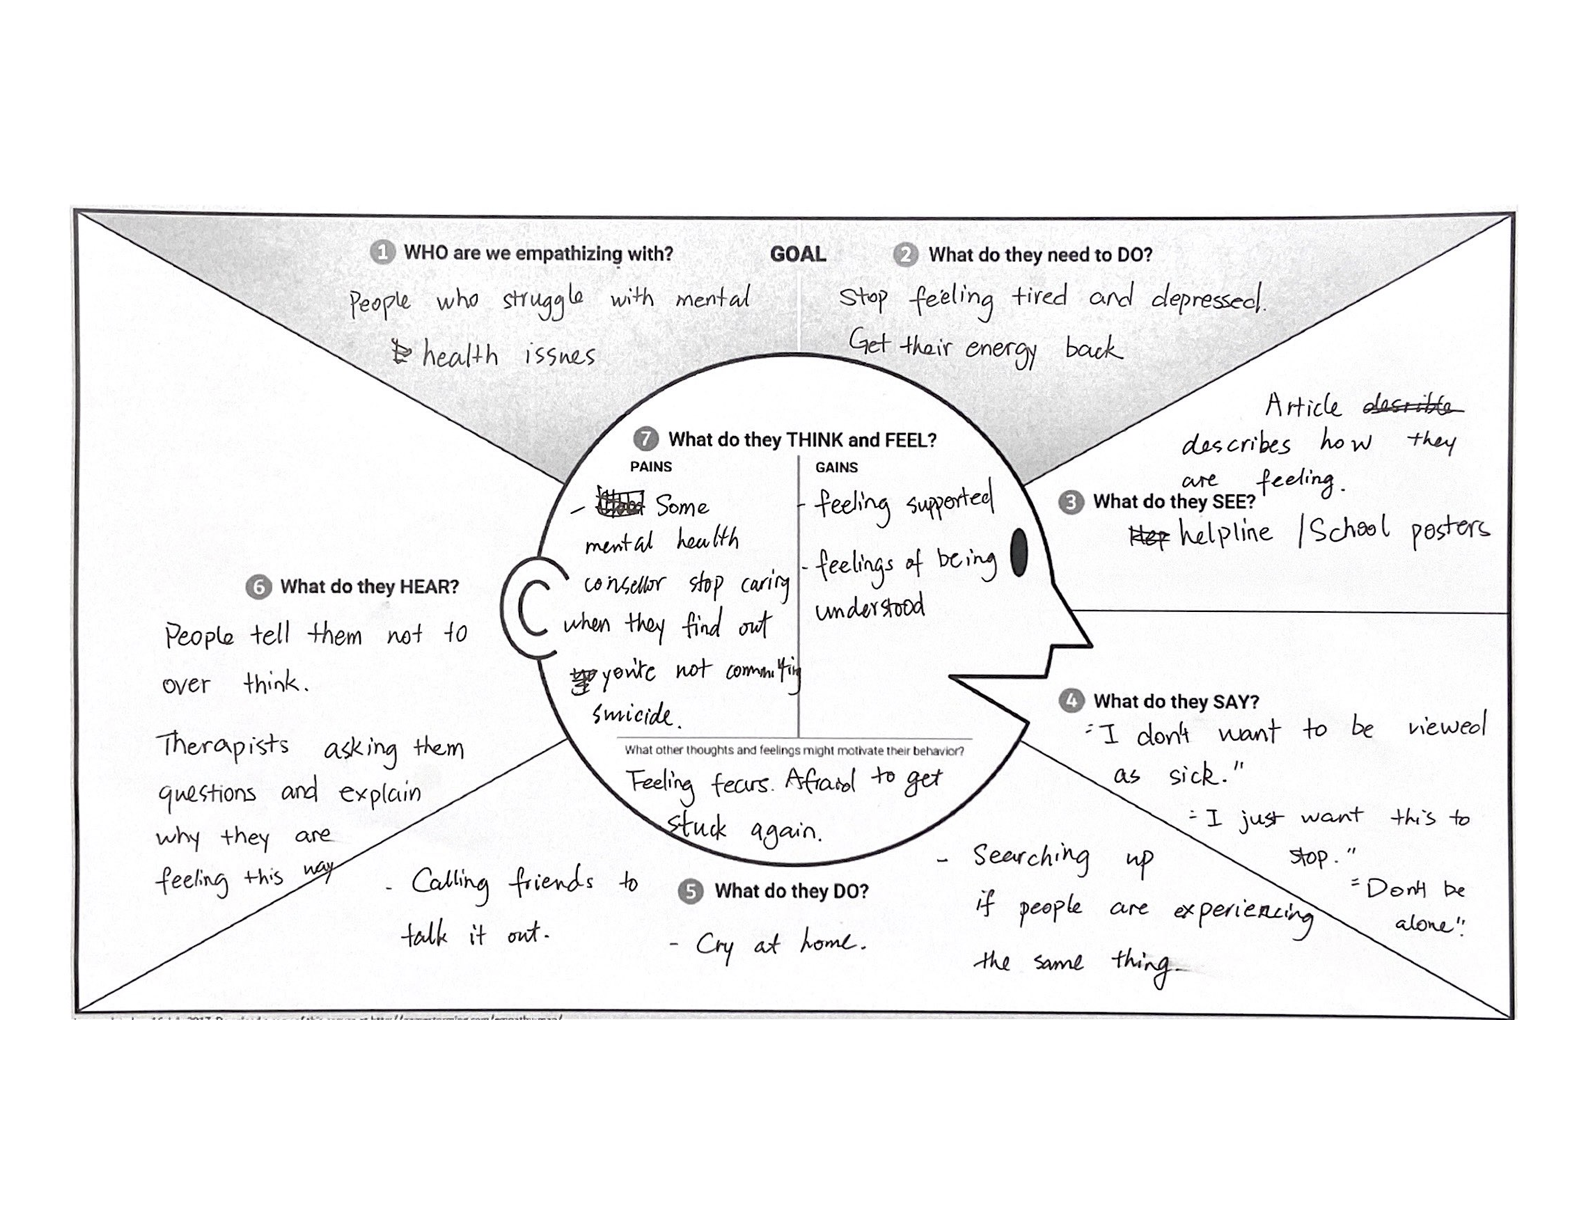 1 WHO are we empathizing with?
People who struggle with mental
health issues
GOAL
2 What do they need to DO?
Stop feeling tired and depressed.
Get their energy back
Article describle
describes how they
are feeling.
3 What do they SEE?
Hep helpline / School posters
4 What do they SAY?
"I don't want to be viewed
as sick."
"I just want this to
stop."
"Don't be
alone".
- Searching up
if people are experiencing
the same thing.
5 What do they DO?
- Cry at home.
- Calling friends to
talk it out.
6 What do they HEAR?
People tell them not to
over think.
Therapists asking them
questions and explain
why they are
feeling this way
7 What do they THINK and FEEL?
PAINS
- Some
mental health
consellor stop caring
when they find out
you're not commiting
suicide.
GAINS
- feeling supported
- feelings of being
understood
What other thoughts and feelings might motivate their behavior?
Feeling fears. Afraid to get
stuck again.